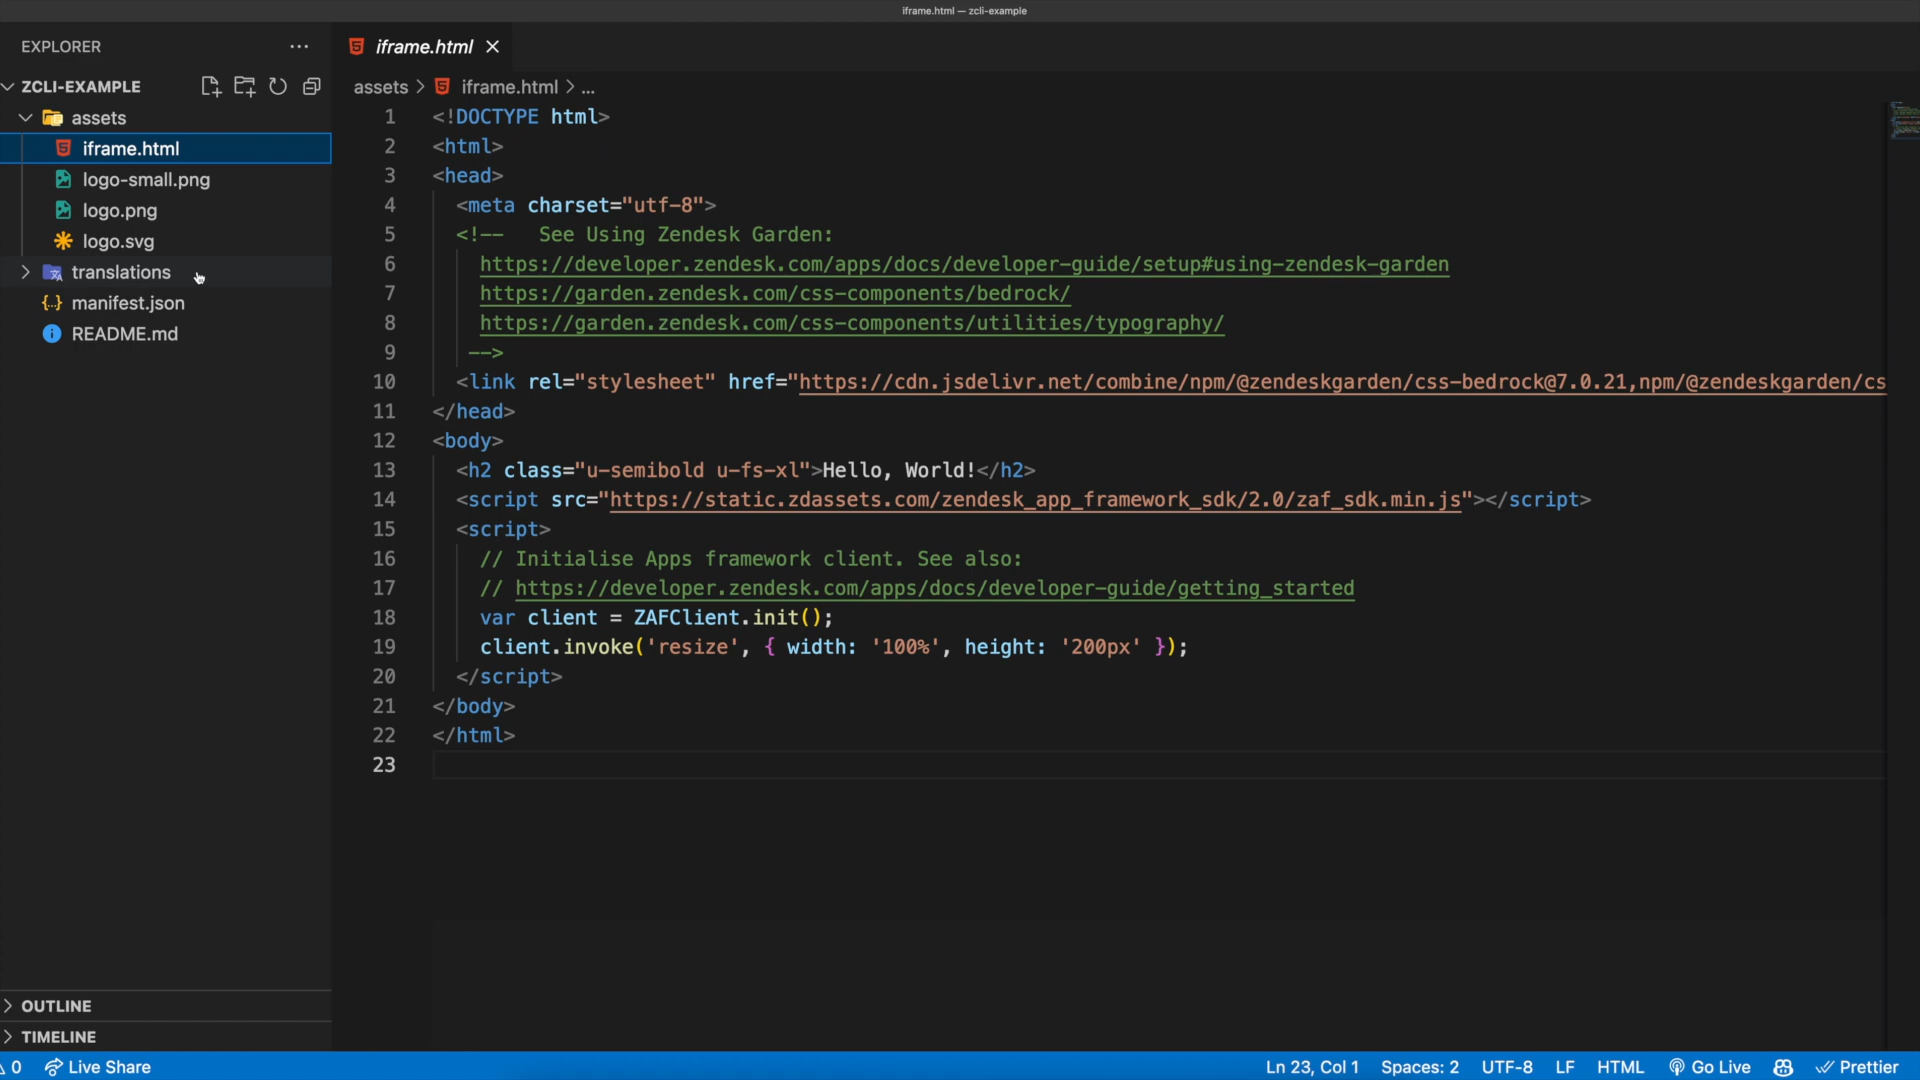 iframe.html — zcli-example
EXPLORER
ZCLI-EXAMPLE
assets
iframe.html
logo-small.png
logo.png
logo.svg
translations
manifest.json
README.md
OUTLINE
TIMELINE
iframe.html
assets > iframe.html > ...
1 <!DOCTYPE html>
2 <html>
3 <head>
4 <meta charset="utf-8">
5 <!-- See Using Zendesk Garden:
6 https://developer.zendesk.com/apps/docs/developer-guide/setup#using-zendesk-garden
7 https://garden.zendesk.com/css-components/bedrock/
8 https://garden.zendesk.com/css-components/utilities/typography/
9 -->
10 <link rel="stylesheet" href="https://cdn.jsdelivr.net/combine/npm/@zendeskgarden/css-bedrock@7.0.21,npm/@zendeskgarden/cs
11 </head>
12 <body>
13 <h2 class="u-semibold u-fs-xl">Hello, World!</h2>
14 <script src="https://static.zdassets.com/zendesk_app_framework_sdk/2.0/zaf_sdk.min.js"></script>
15 <script>
16 // Initialise Apps framework client. See also:
17 // https://developer.zendesk.com/apps/docs/developer-guide/getting_started
18 var client = ZAFClient.init();
19 client.invoke('resize', { width: '100%', height: '200px' });
20 </script>
21 </body>
22 </html>
23
0 Live Share Ln 23, Col 1 Spaces: 2 UTF-8 LF HTML Go Live Prettier